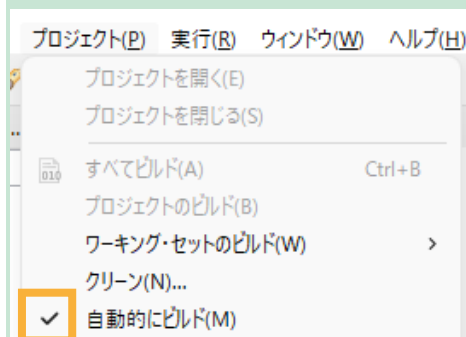 プロジェクト(P) 実行(R) ウィンドウ(W) ヘルプ(H)
プロジェクトを開く(E)
プロジェクトを閉じる(S)
すべてビルド(A) Ctrl+B
プロジェクトのビルド(B)
ワーキング・セットのビルド(W)
クリーン(N)...
自動的にビルド(M)